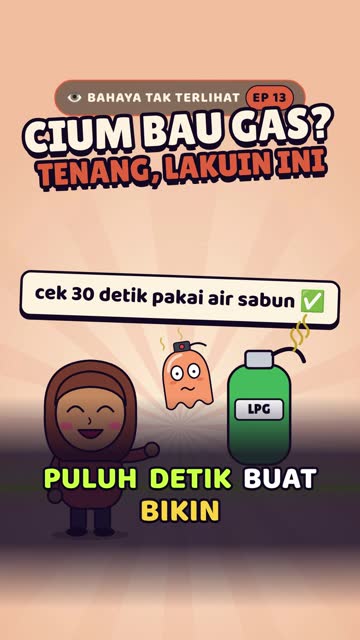 BAHAYA TAK TERLIHAT EP 13
CIUM BAU GAS?
TENANG, LAKUIN INI
cek 30 detik pakai air sabun ✅
LPG
PULUH DETIK BUAT
BIKIN